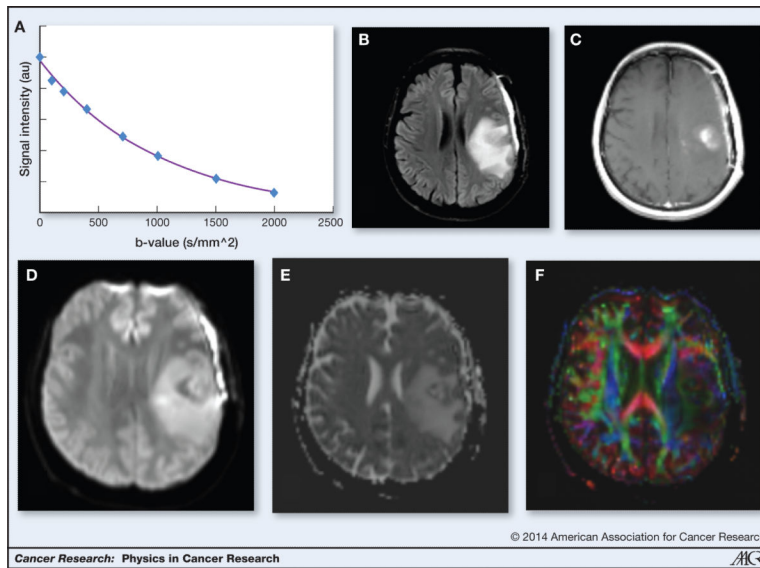 A
B
C
Signal intensity (au)
0
500
1000
1500
2000
2500
b-value (s/mm^2)
D
E
F
© 2014 American Association for Cancer Research
Cancer Research: Physics in Cancer Research